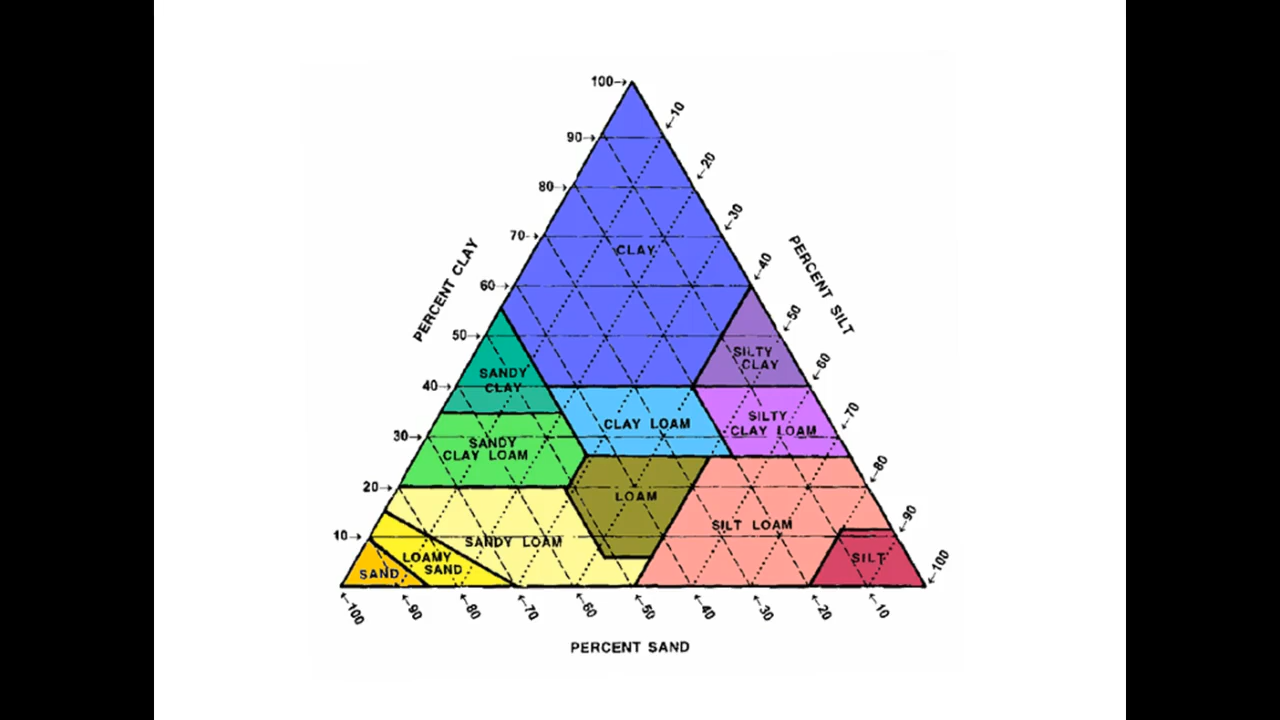 100→
←10
90→
←20
80→
←30
70→
CLAY
←40
PERCENT CLAY
PERCENT SILT
60→
←50
50→
SILTY
CLAY
←60
SANDY
CLAY
40→
←70
SILTY
CLAY LOAM
CLAY LOAM
30→
SANDY
CLAY LOAM
←80
20→
LOAM
←90
SILT LOAM
10→
SANDY LOAM
LOAMY
SAND
SILT
←100
SAND
←100
←90
←80
←70
←60
←50
←40
←30
←20
←10
PERCENT SAND